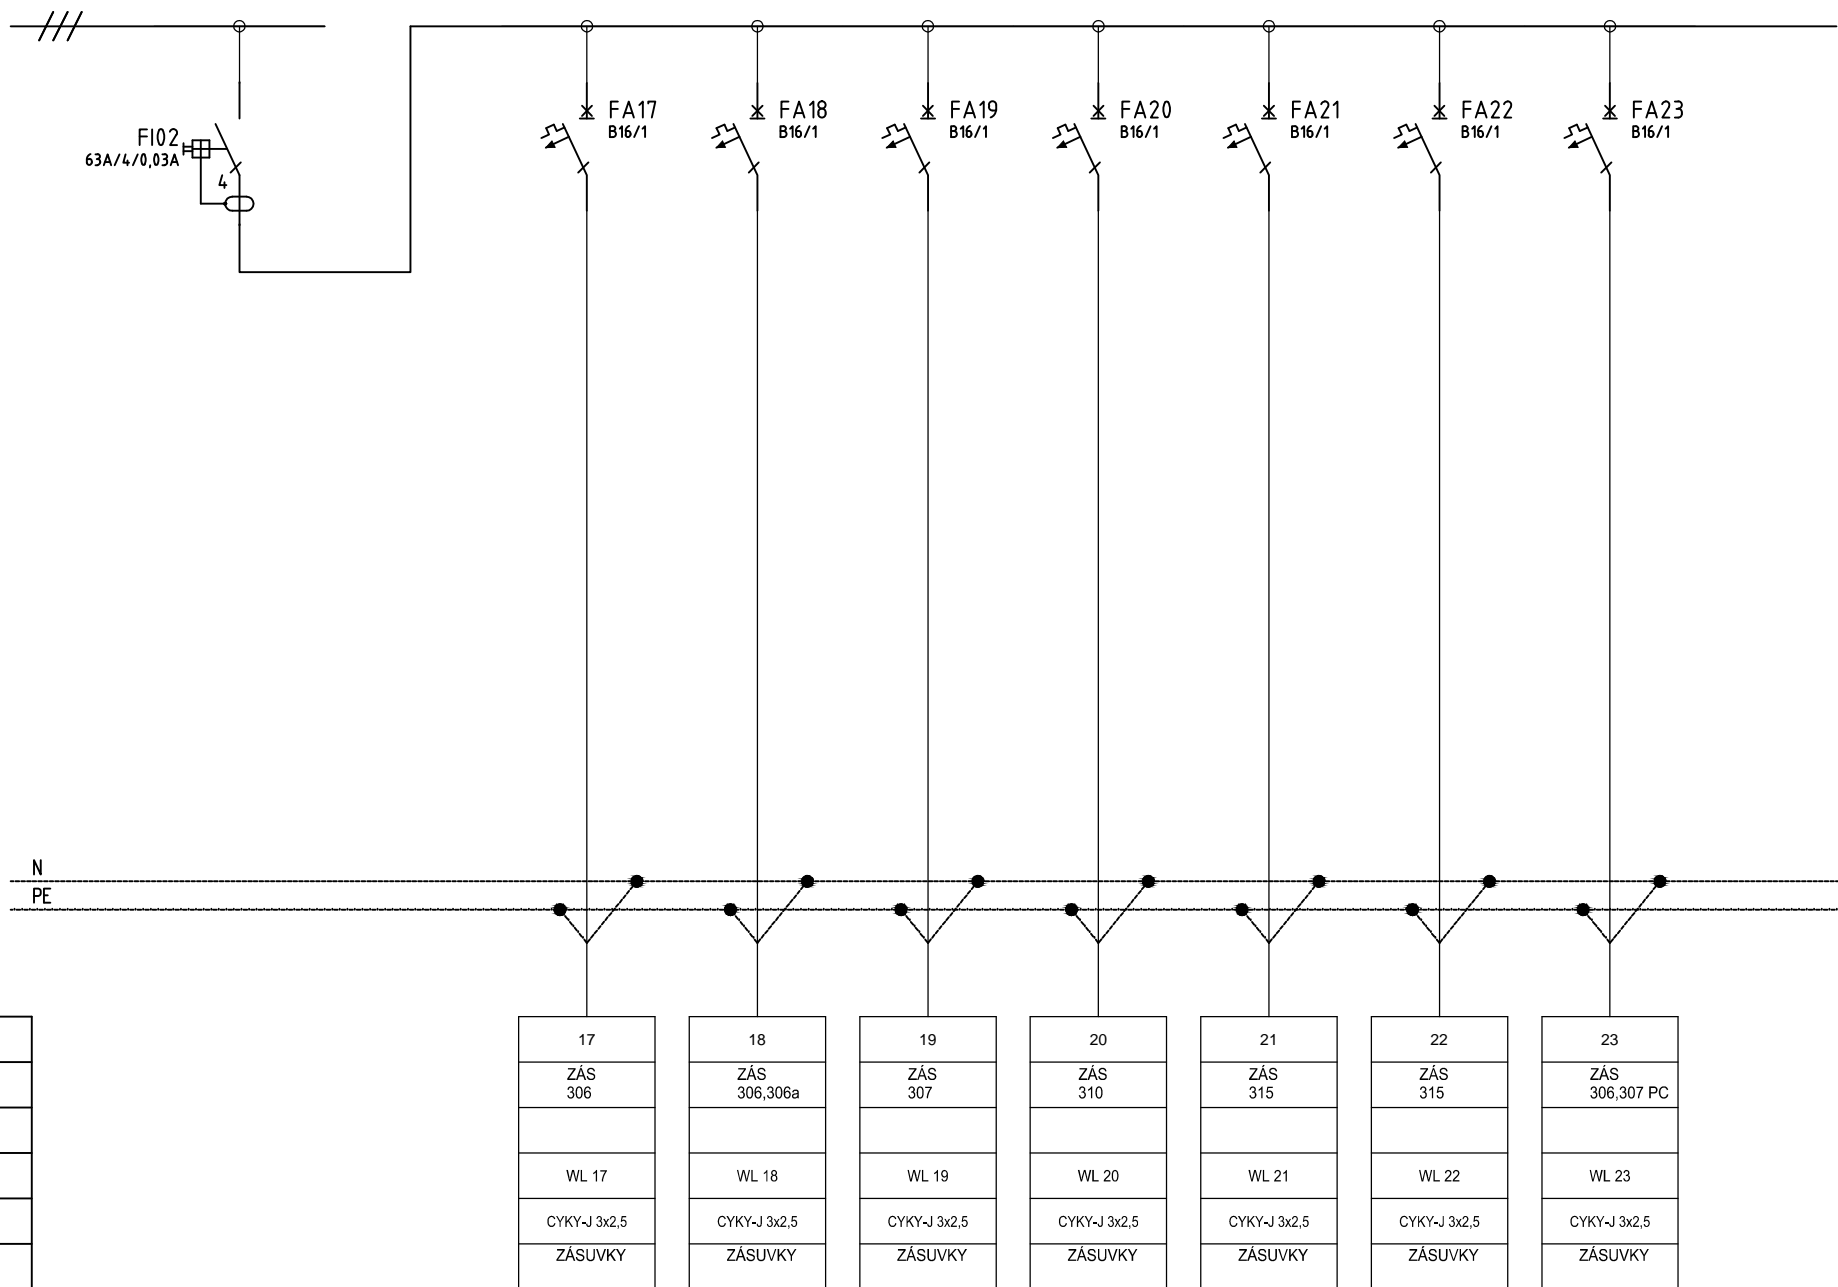 FI02
63A/4/0,03A
4
FA17
B16/1
FA18
B16/1
FA19
B16/1
FA20
B16/1
FA21
B16/1
FA22
B16/1
FA23
B16/1
N
PE
17
ZÁS
306
WL 17
CYKY-J 3x2,5
ZÁSUVKY
18
ZÁS
306,306a
WL 18
CYKY-J 3x2,5
ZÁSUVKY
19
ZÁS
307
WL 19
CYKY-J 3x2,5
ZÁSUVKY
20
ZÁS
310
WL 20
CYKY-J 3x2,5
ZÁSUVKY
21
ZÁS
315
WL 21
CYKY-J 3x2,5
ZÁSUVKY
22
ZÁS
315
WL 22
CYKY-J 3x2,5
ZÁSUVKY
23
ZÁS
306,307 PC
WL 23
CYKY-J 3x2,5
ZÁSUVKY